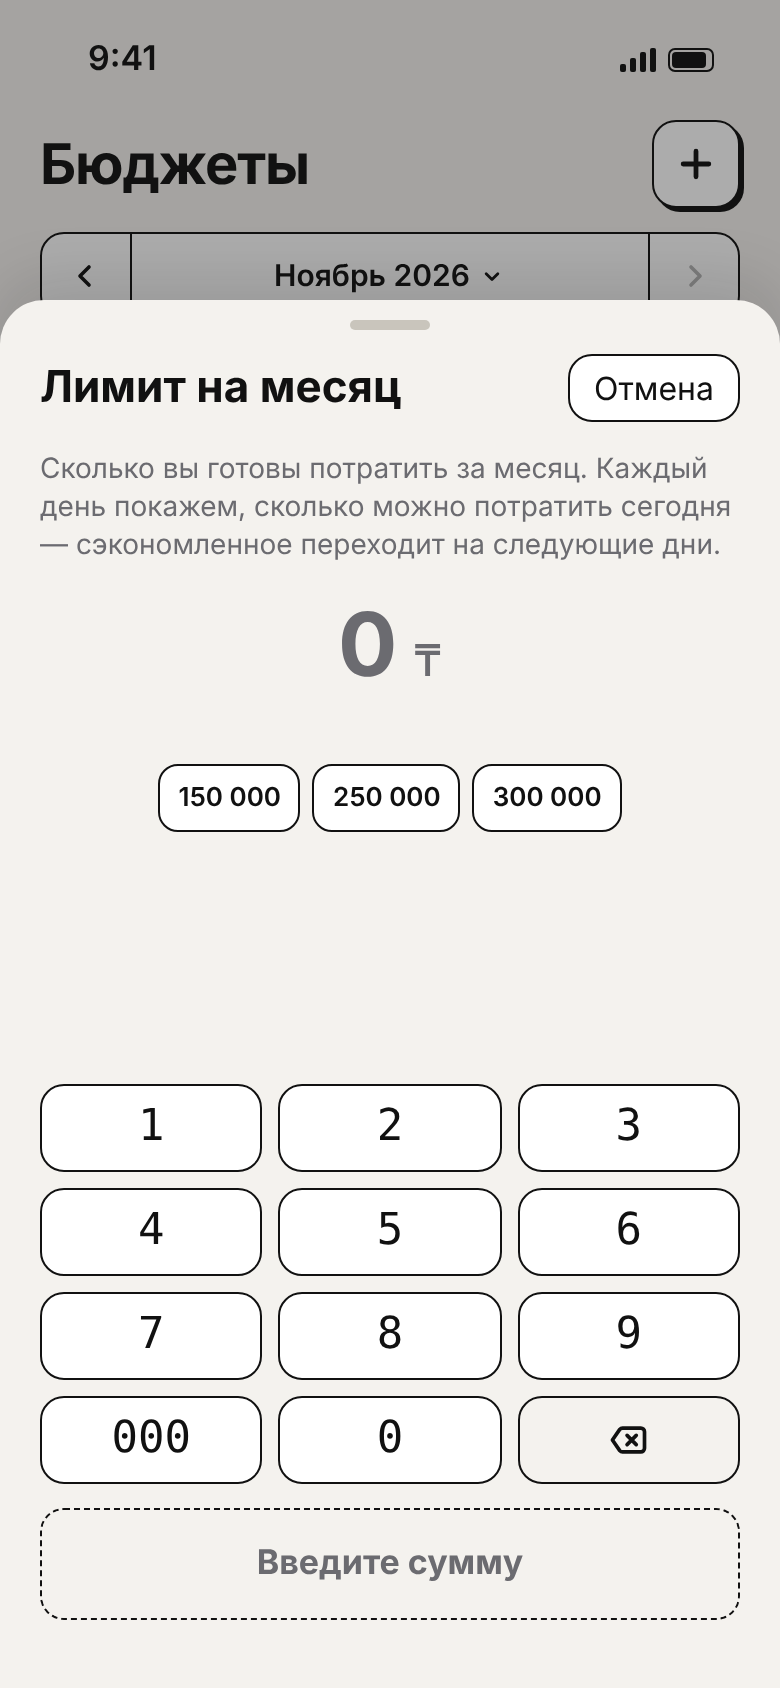 9:41
Бюджеты
Ноябрь 2026
Лимит на месяц
Отмена
Сколько вы готовы потратить за месяц. Каждый
день покажем, сколько можно потратить сегодня
— сэкономленное переходит на следующие дни.
0 ₸
150 000 250 000 300 000
1 2 3
4 5 6
7 8 9
000 0
Введите сумму